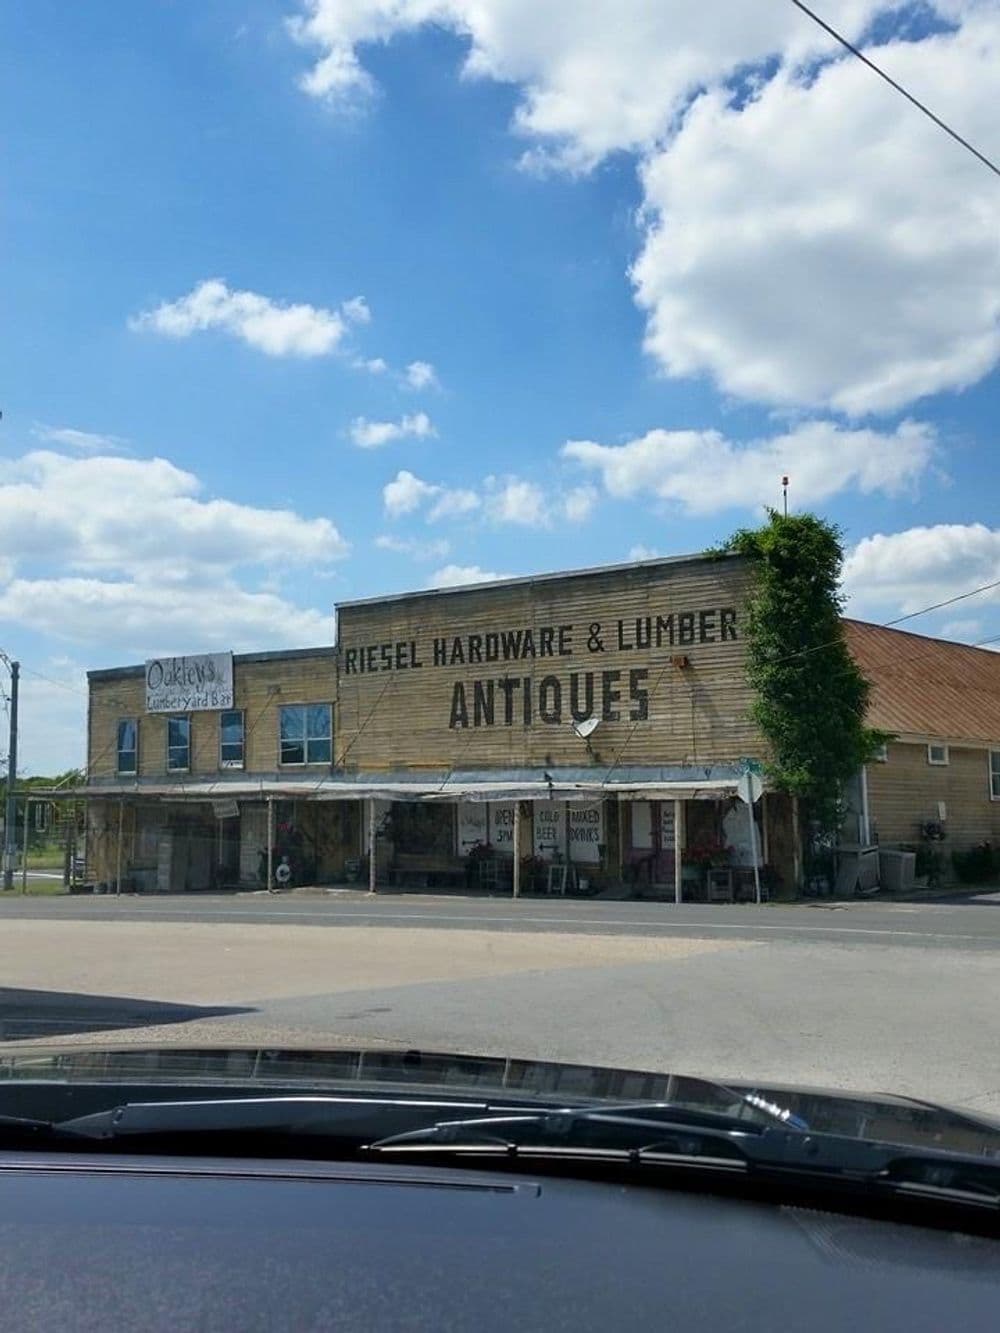 Oakley's
Lumberyard Bar
RIESEL HARDWARE & LUMBER
ANTIQUES
OPEN
3PM
COLD
BEER
MIXED
DRINKS